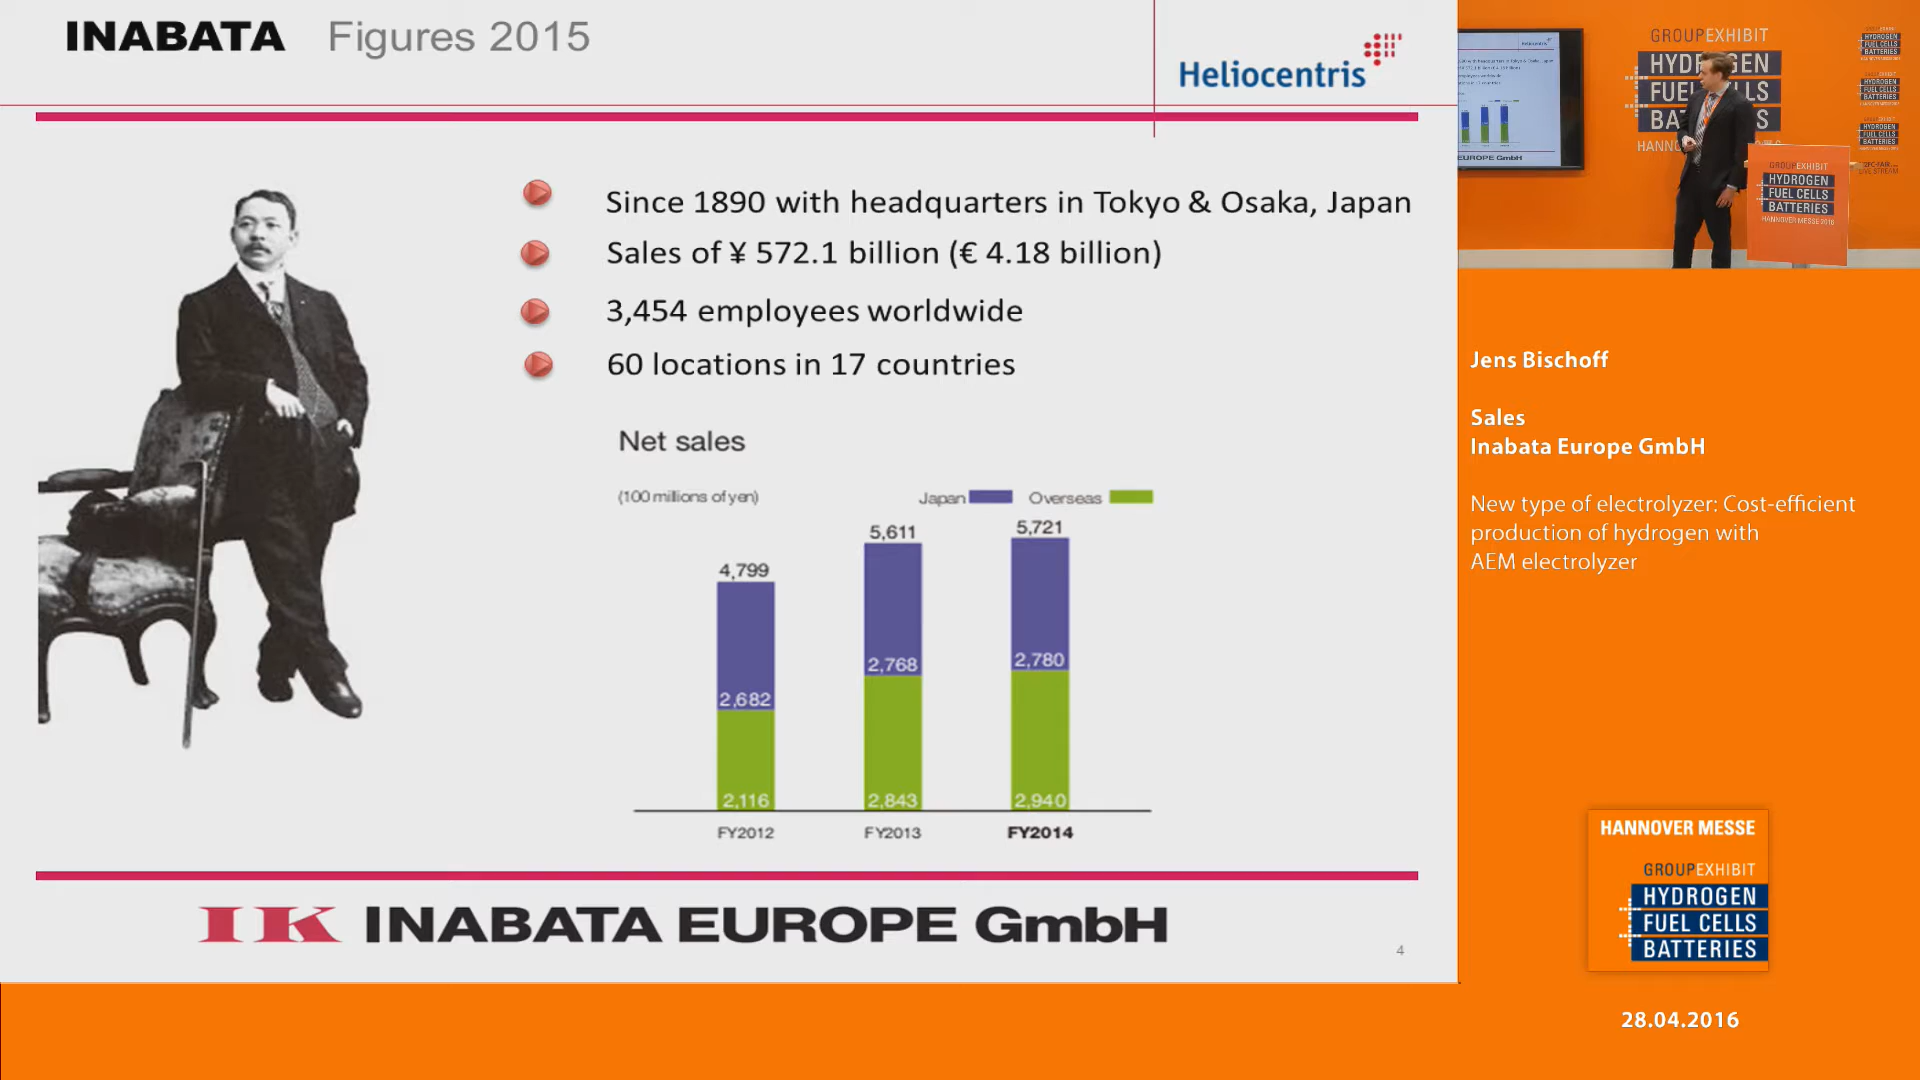 INABATA Figures 2015
Heliocentris
Since 1890 with headquarters in Tokyo & Osaka, Japan
Sales of ¥ 572.1 billion (€ 4.18 billion)
3,454 employees worldwide
60 locations in 17 countries
Net sales
(100 millions of yen)
Japan
Overseas
4,799
5,611
5,721
2,682
2,768
2,780
2,116
2,843
2,940
FY2012
FY2013
FY2014
IK INABATA EUROPE GmbH
4
GROUPEXHIBIT
HYDROGEN
FUEL CELLS
BATTERIES
HANNOVER MESSE 2016
Jens Bischoff
Sales
Inabata Europe GmbH
New type of electrolyzer: Cost-efficient
production of hydrogen with
AEM electrolyzer
HANNOVER MESSE
GROUPEXHIBIT
HYDROGEN
FUEL CELLS
BATTERIES
28.04.2016